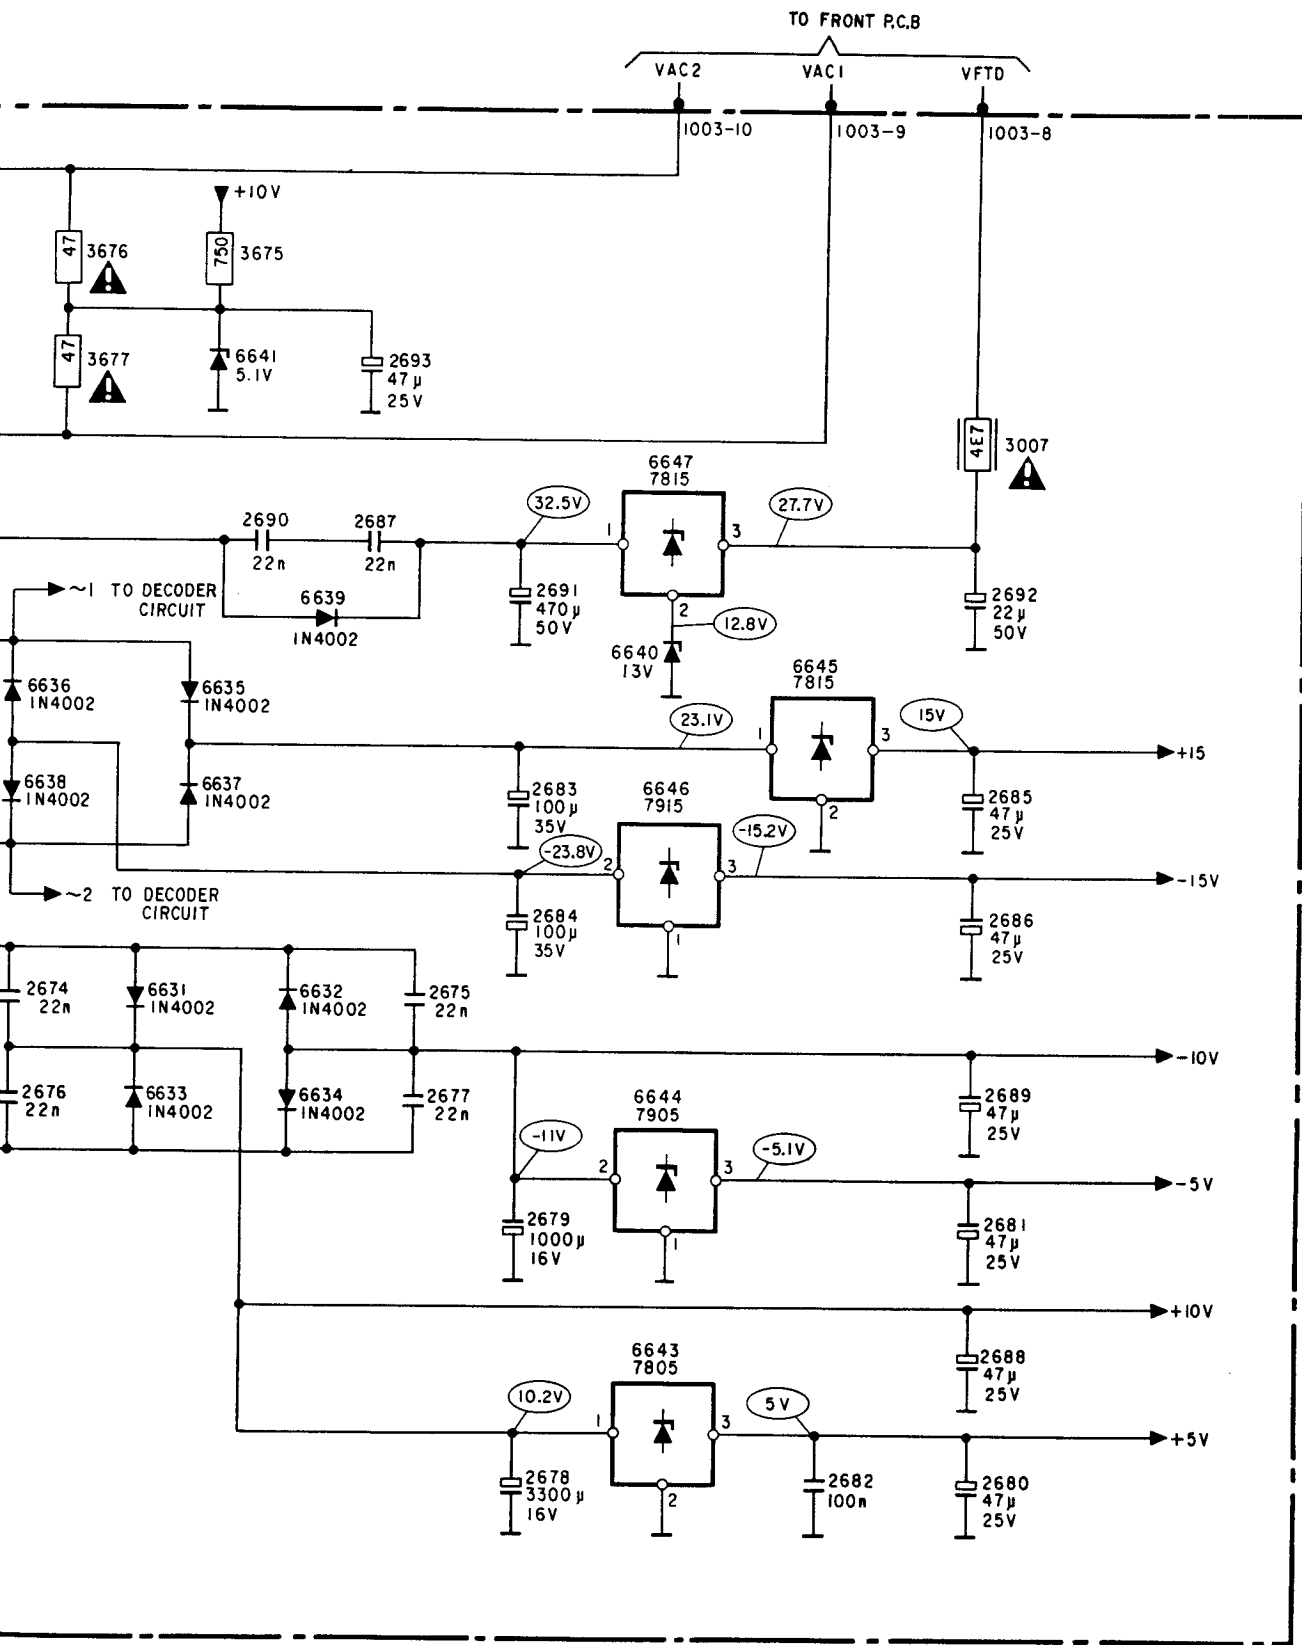 TO FRONT P.C.B
VAC2 VAC1 VFTD
1003-10 1003-9 1003-8
+10V
47 3676
750 3675
47 3677
6641
5.1V
2693
47µ
25V
4E7 3007
6647
7815
32.5V 1 3 27.7V
2690 2687
22n 22n
~1 TO DECODER
CIRCUIT
6639
1N4002
2691
470µ
50V
2 12.8V
6640
13V
2692
22µ
50V
6636
1N4002
6635
1N4002
6645
7815
23.1V 1 3 15V
+15
6638
1N4002
6637
1N4002
2683
100µ
35V
6646
7915
2
2685
47µ
25V
-23.8V 2 3 -15.2V
-15V
~2 TO DECODER
CIRCUIT
2684
100µ
35V
1
2686
47µ
25V
2674
22n
6631
1N4002
6632
1N4002
2675
22n
-10V
2676
22n
6633
1N4002
6634
1N4002
2677
22n
6644
7905
2689
47µ
25V
-11V 2 3 -5.1V
-5V
2679
1000µ
16V
1
2681
47µ
25V
+10V
6643
7805
2688
47µ
25V
10.2V 1 3 5V
+5V
2678
3300µ
16V
2
2682
100n
2680
47µ
25V